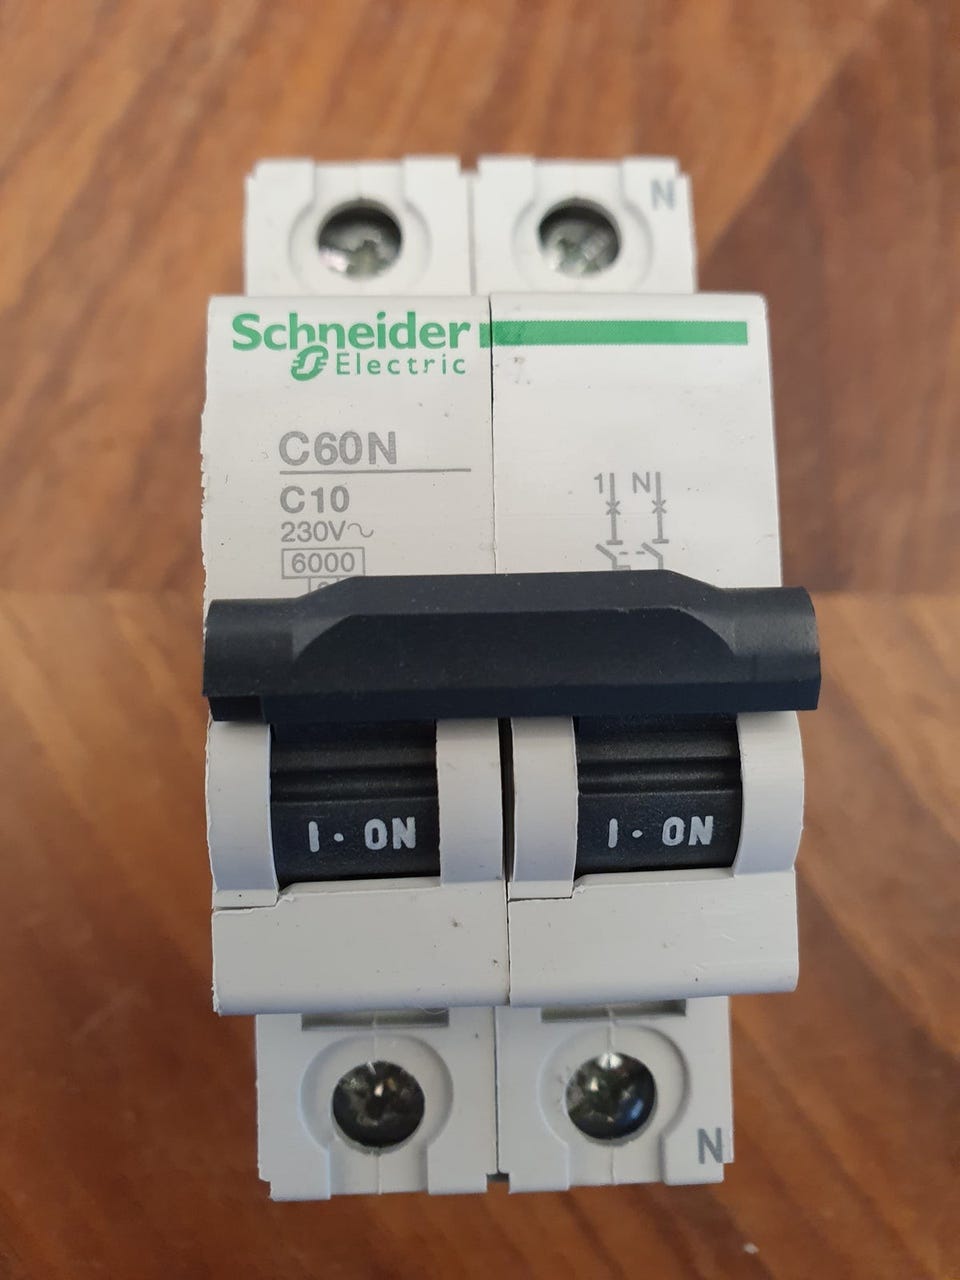 N
Schneider
Electric
C60N
C10
230V~
6000
1 N
I · ON I · ON
N